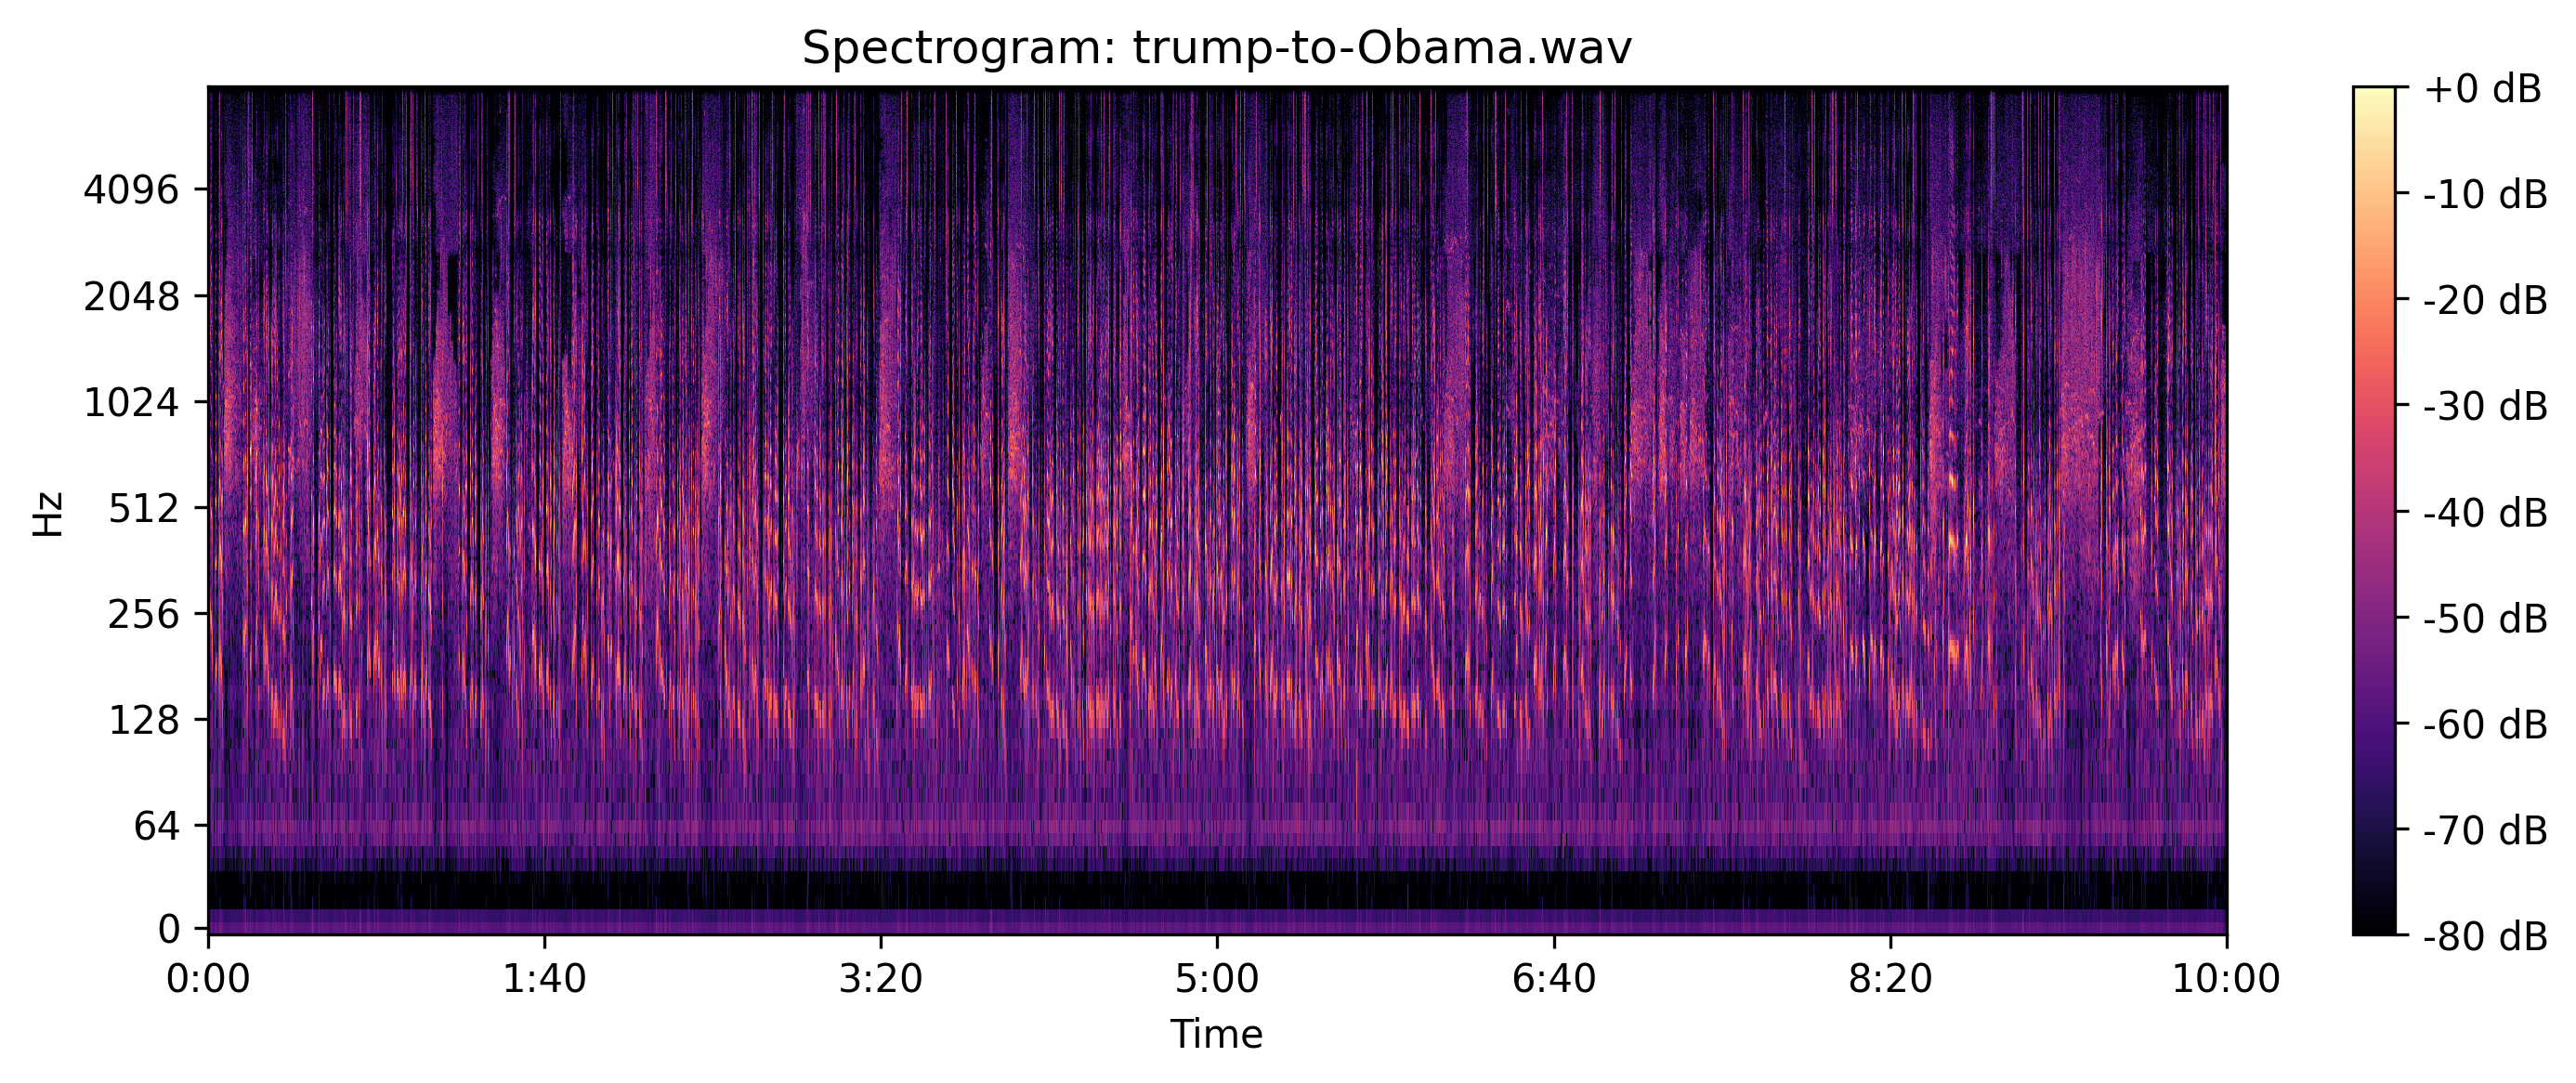 Spectrogram: trump-to-Obama.wav
+0 dB
4096
-10 dB
2048
-20 dB
1024
-30 dB
Hz
512
-40 dB
256
-50 dB
128
-60 dB
64
-70 dB
0
-80 dB
0:00 1:40 3:20 5:00 6:40 8:20 10:00
Time